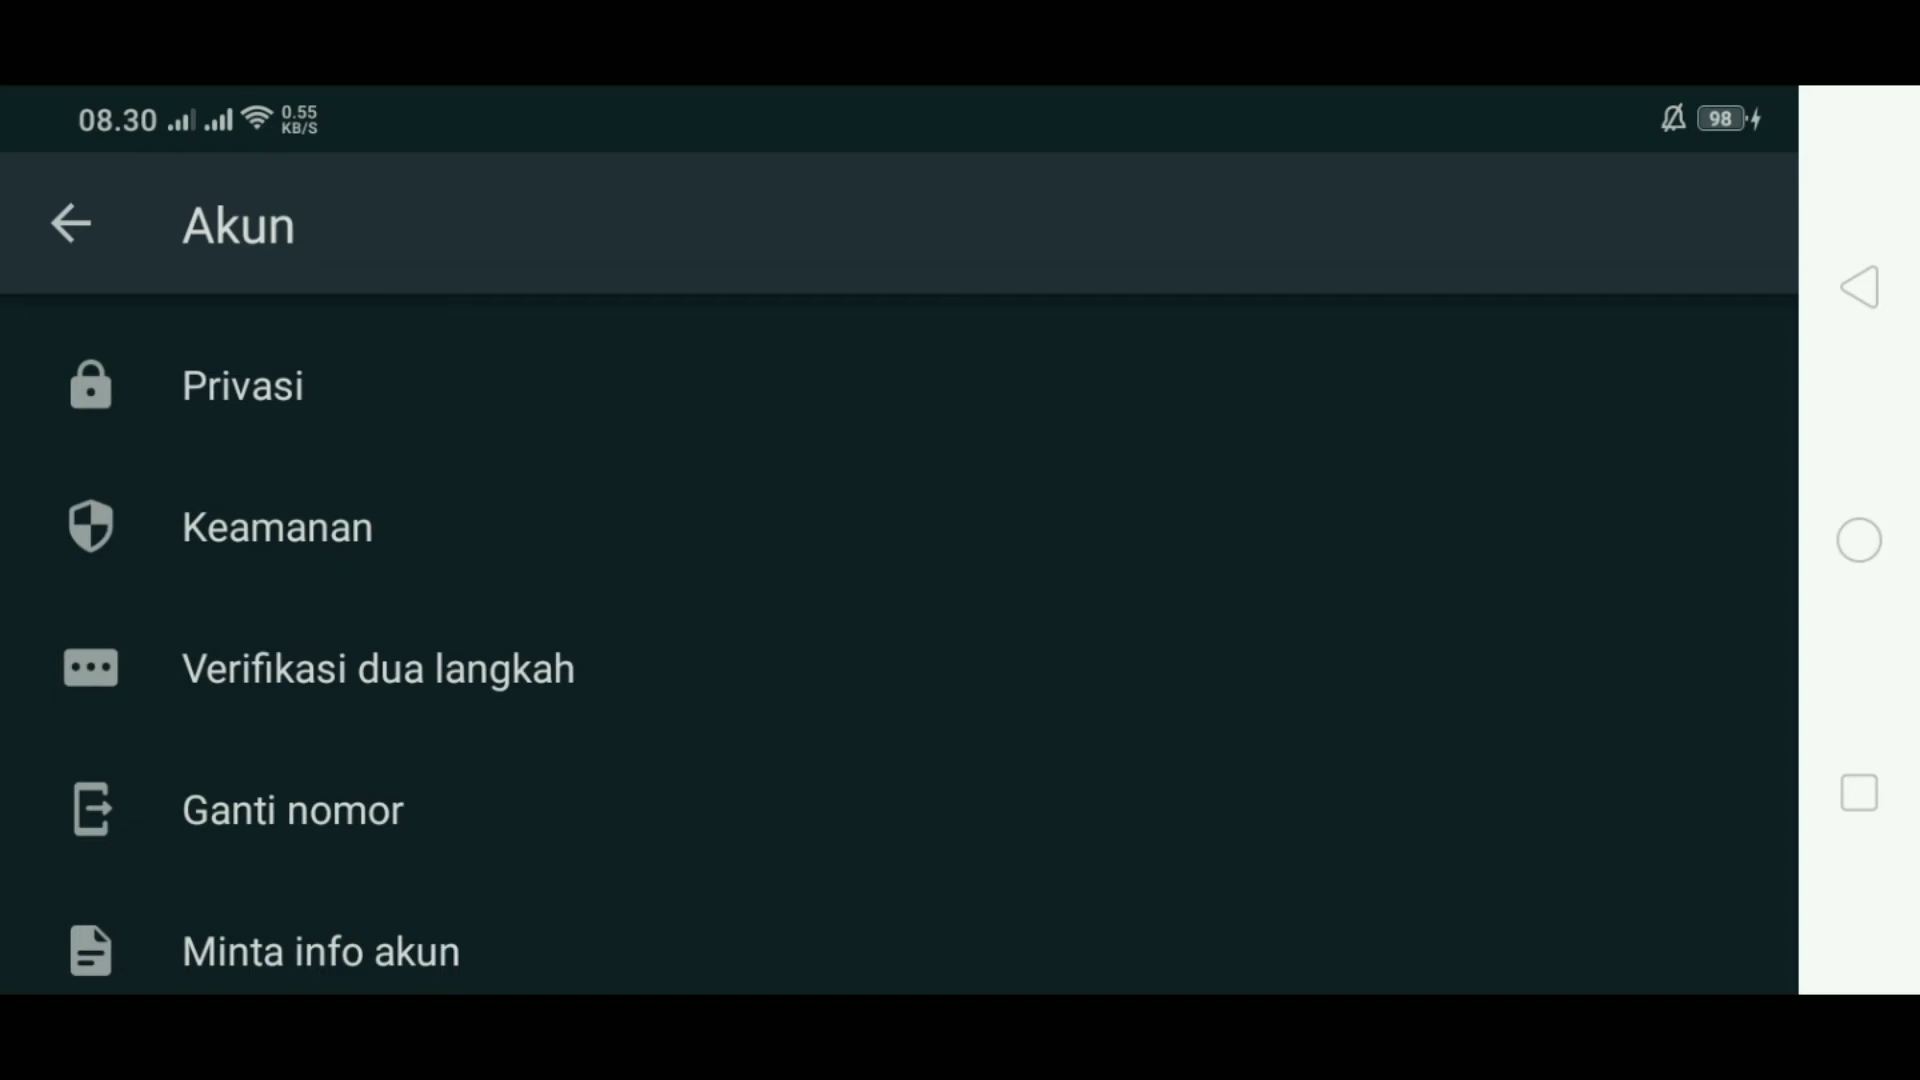 08.30 0.55 KB/S 98
Akun
Privasi
Keamanan
Verifikasi dua langkah
Ganti nomor
Minta info akun